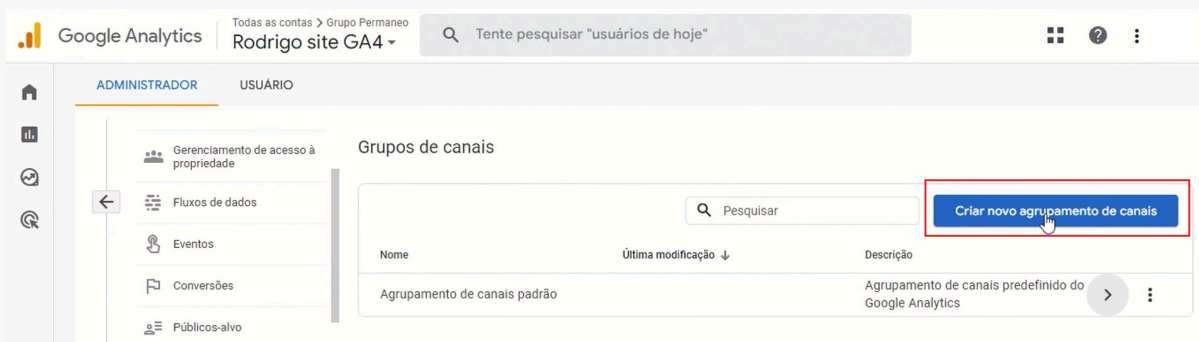 Google Analytics
Todas as contas > Grupo Permaneo
Rodrigo site GA4
Tente pesquisar "usuários de hoje"
ADMINISTRADOR
USUÁRIO
Gerenciamento de acesso à
propriedade
Fluxos de dados
Eventos
Conversões
Públicos-alvo
Grupos de canais
Pesquisar
Criar novo agrupamento de canais
Nome
Última modificação ↓
Descrição
Agrupamento de canais padrão
Agrupamento de canais predefinido do
Google Analytics